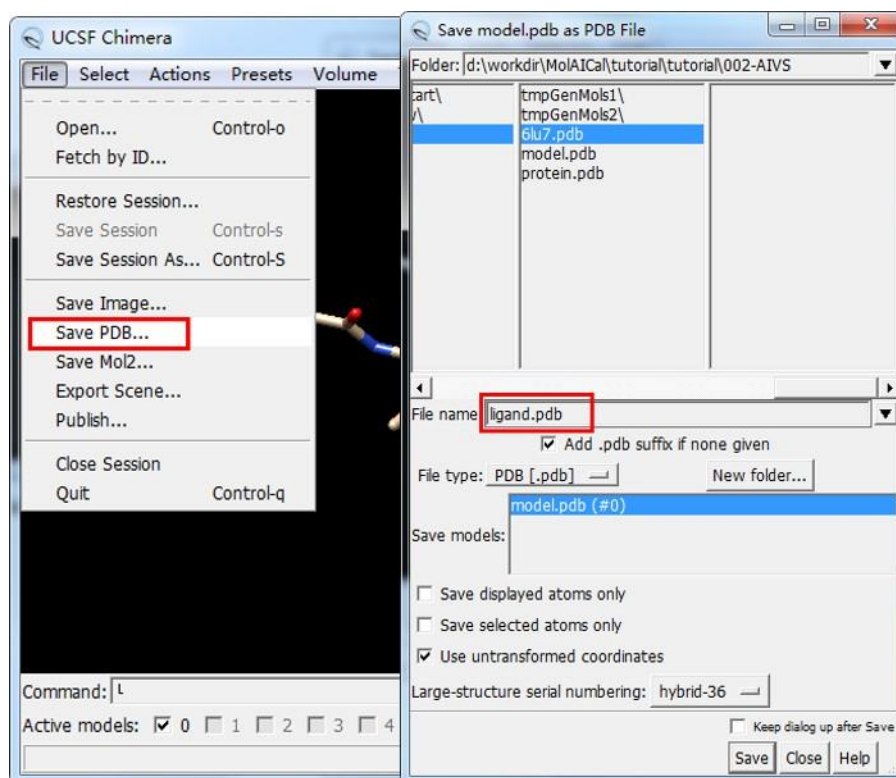 UCSF Chimera
File Select Actions Presets Volume
Open... Control-o
Fetch by ID...
Restore Session...
Save Session Control-s
Save Session As... Control-S
Save Image...
Save PDB...
Save Mol2...
Export Scene...
Publish...
Close Session
Quit Control-q
Command:
Active models: 0 1 2 3 4
Save model.pdb as PDB File
Folder: d:\workdir\MolAICal\tutorial\tutorial\002-AIVS
tmpGenMols1\
tmpGenMols2\
6lu7.pdb
model.pdb
protein.pdb
File name ligand.pdb
Add .pdb suffix if none given
File type: PDB [.pdb] New folder...
model.pdb (#0)
Save models:
Save displayed atoms only
Save selected atoms only
Use untransformed coordinates
Large-structure serial numbering: hybrid-36
Keep dialog up after Save
Save Close Help